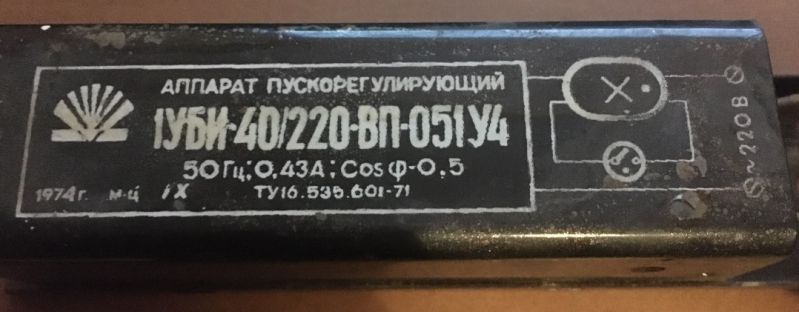 АППАРАТ ПУСКОРЕГУЛИРУЮЩИЙ
1УБИ-40/220-ВП-051У4
50Гц; 0,43А; Cos φ-0,5
1974г. м-ц IX ТУ16.535.601-71
~220В